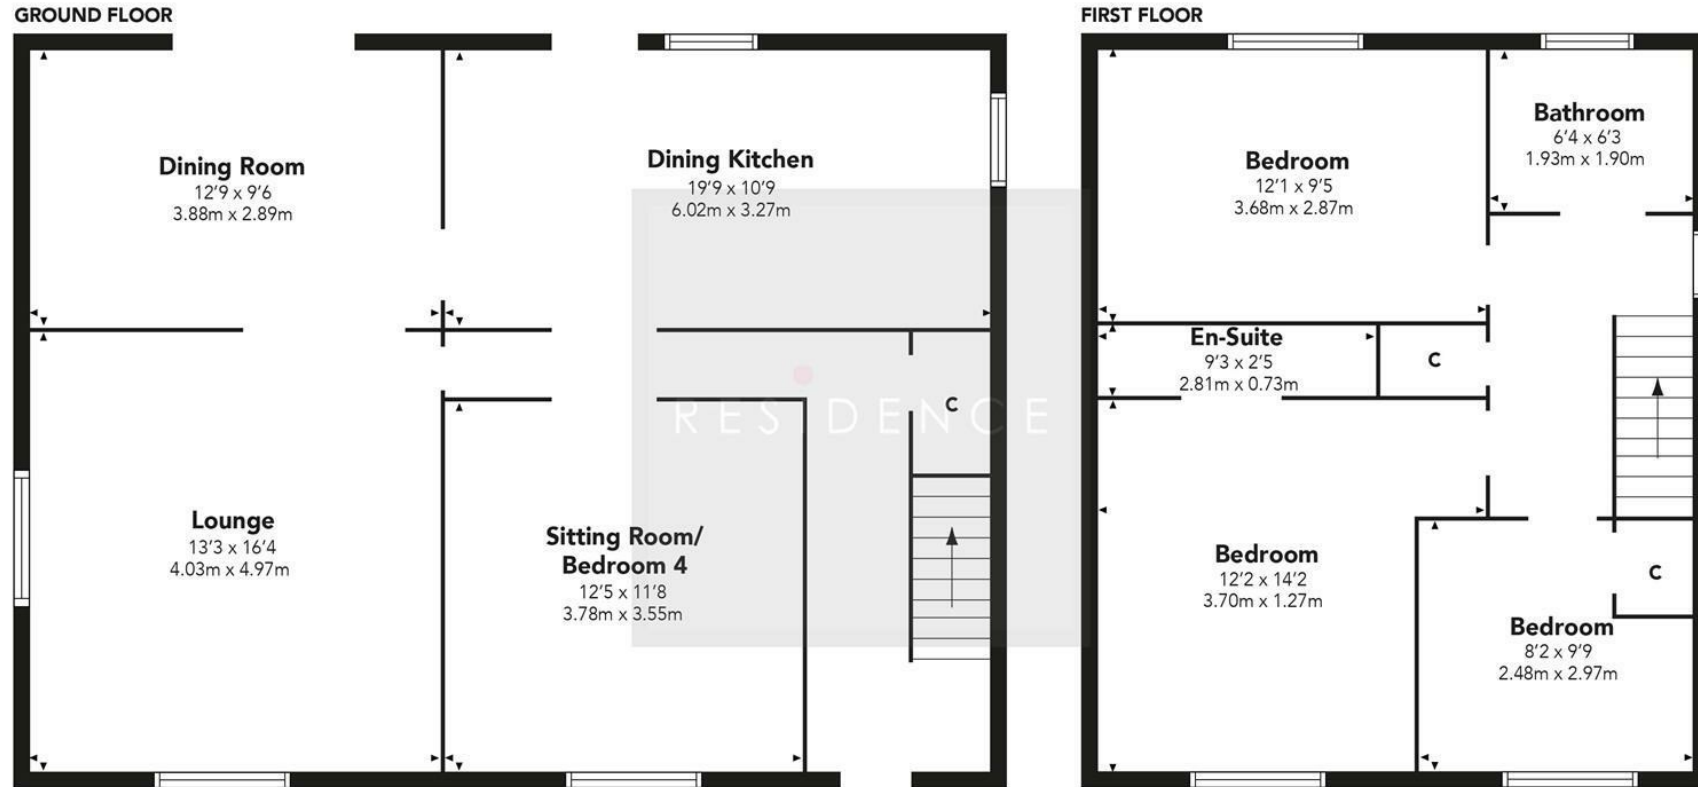 GROUND FLOOR
Dining Room
12'9 x 9'6
3.88m x 2.89m
Dining Kitchen
19'9 x 10'9
6.02m x 3.27m
C
Lounge
13'3 x 16'4
4.03m x 4.97m
Sitting Room/
Bedroom 4
12'5 x 11'8
3.78m x 3.55m
RESIDENCE
FIRST FLOOR
Bedroom
12'1 x 9'5
3.68m x 2.87m
Bathroom
6'4 x 6'3
1.93m x 1.90m
En-Suite
9'3 x 2'5
2.81m x 0.73m
C
Bedroom
12'2 x 14'2
3.70m x 1.27m
C
Bedroom
8'2 x 9'9
2.48m x 2.97m